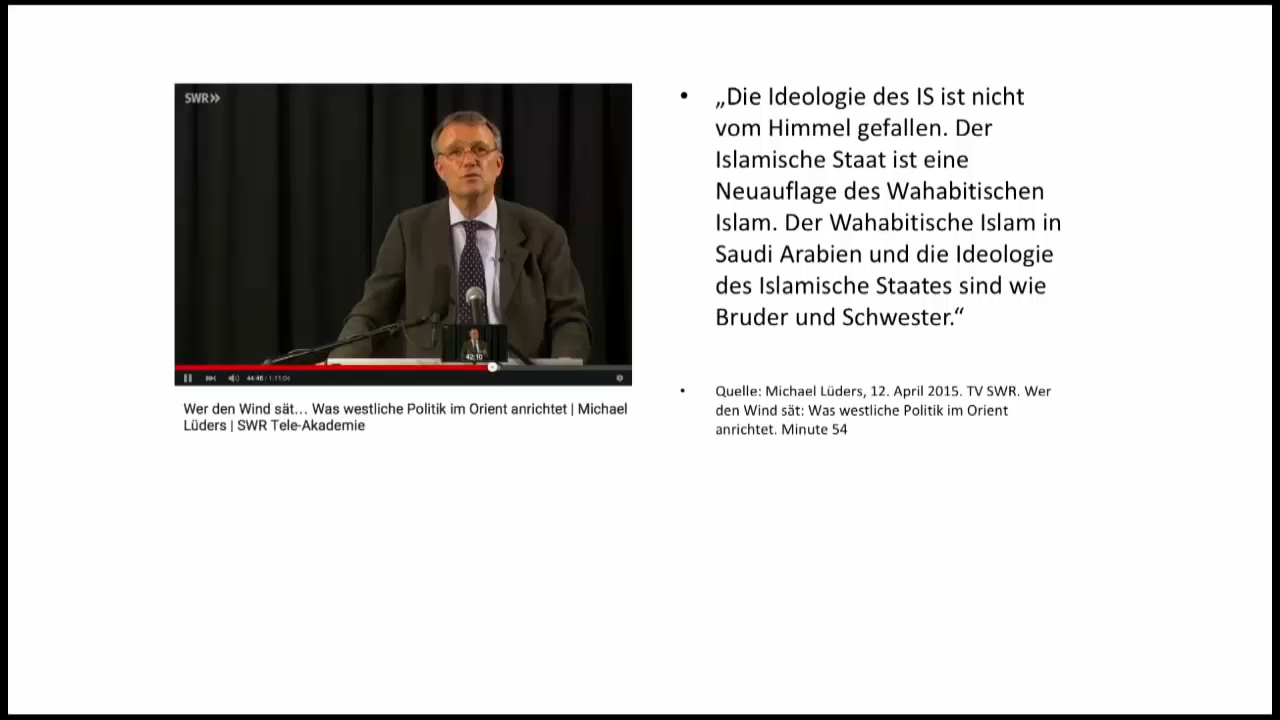 SWR»
42:10
44:46 / 1:11:04
Wer den Wind sät... Was westliche Politik im Orient anrichtet | Michael
Lüders | SWR Tele-Akademie
• „Die Ideologie des IS ist nicht
vom Himmel gefallen. Der
Islamische Staat ist eine
Neuauflage des Wahabitischen
Islam. Der Wahabitische Islam in
Saudi Arabien und die Ideologie
des Islamische Staates sind wie
Bruder und Schwester.“
• Quelle: Michael Lüders, 12. April 2015. TV SWR. Wer
den Wind sät: Was westliche Politik im Orient
anrichtet. Minute 54